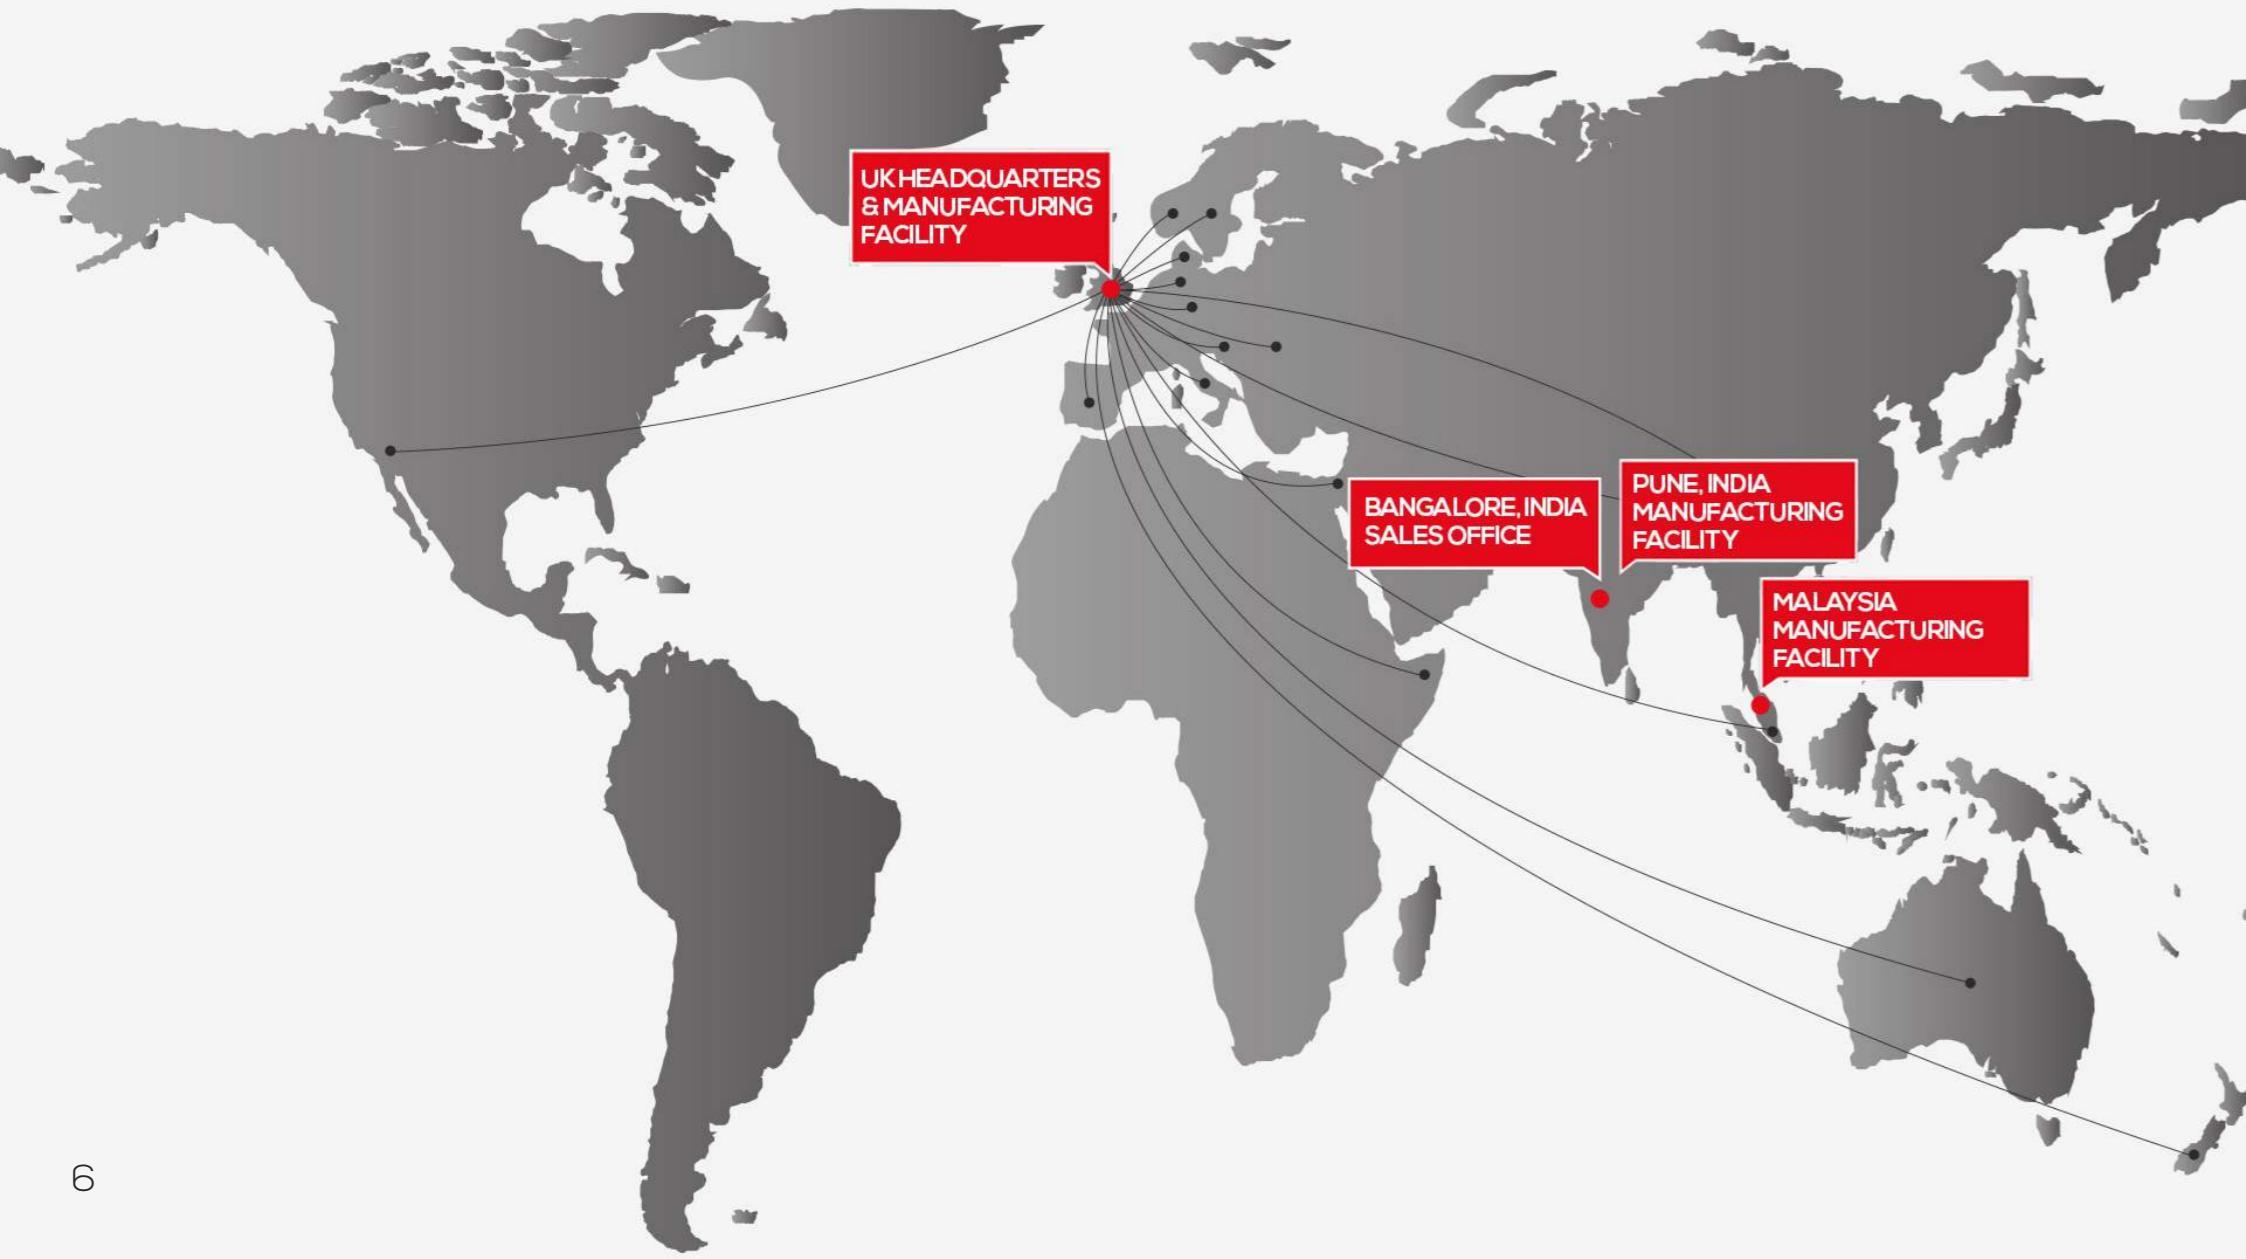 UK HEADQUARTERS
& MANUFACTURING
FACILITY
BANGALORE, INDIA
SALES OFFICE
PUNE, INDIA
MANUFACTURING
FACILITY
MALAYSIA
MANUFACTURING
FACILITY
6